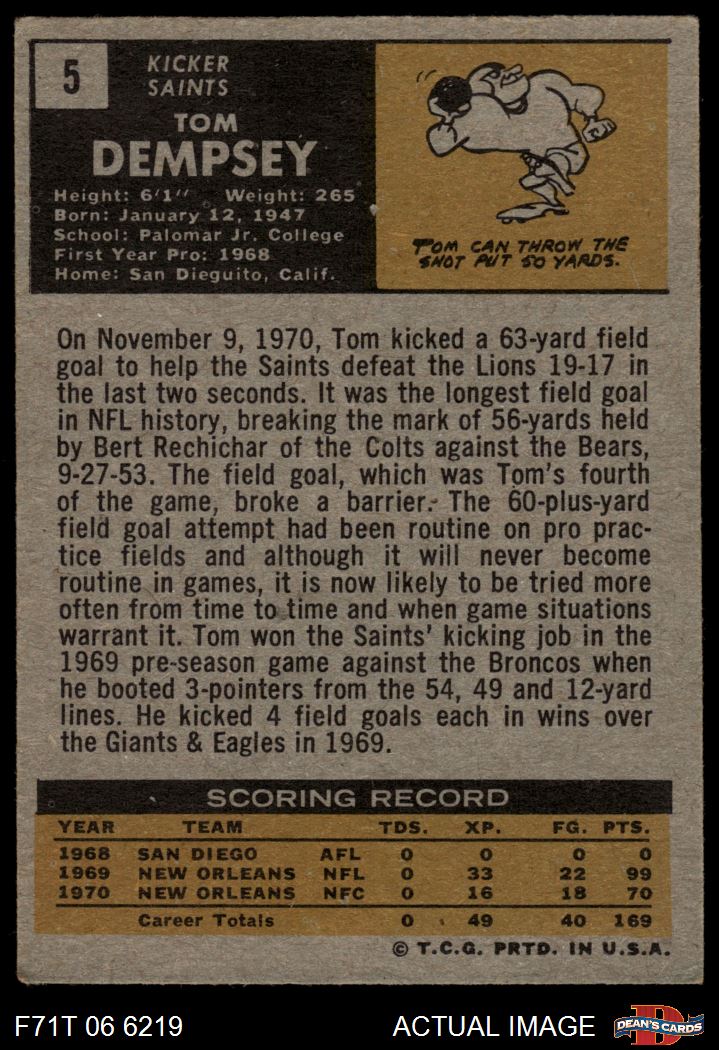 5
KICKER
SAINTS
TOM
DEMPSEY
Height: 6'1" Weight: 265
Born: January 12, 1947
School: Palomar Jr. College
First Year Pro: 1968
Home: San Dieguito, Calif.
TOM CAN THROW THE
SHOT PUT 50 YARDS.
On November 9, 1970, Tom kicked a 63-yard field
goal to help the Saints defeat the Lions 19-17 in
the last two seconds. It was the longest field goal
in NFL history, breaking the mark of 56-yards held
by Bert Rechichar of the Colts against the Bears,
9-27-53. The field goal, which was Tom's fourth
of the game, broke a barrier. The 60-plus-yard
field goal attempt had been routine on pro prac-
tice fields and although it will never become
routine in games, it is now likely to be tried more
often from time to time and when game situations
warrant it. Tom won the Saints' kicking job in the
1969 pre-season game against the Broncos when
he booted 3-pointers from the 54, 49 and 12-yard
lines. He kicked 4 field goals each in wins over
the Giants & Eagles in 1969.
SCORING RECORD
YEAR TEAM TDS. XP. FG. PTS.
1968 SAN DIEGO AFL 0 0 0 0
1969 NEW ORLEANS NFL 0 33 22 99
1970 NEW ORLEANS NFC 0 16 18 70
Career Totals 0 49 40 169
© T.C.G. PRTD. IN U.S.A.
F71T 06 6219 ACTUAL IMAGE D DEAN'S CARDS